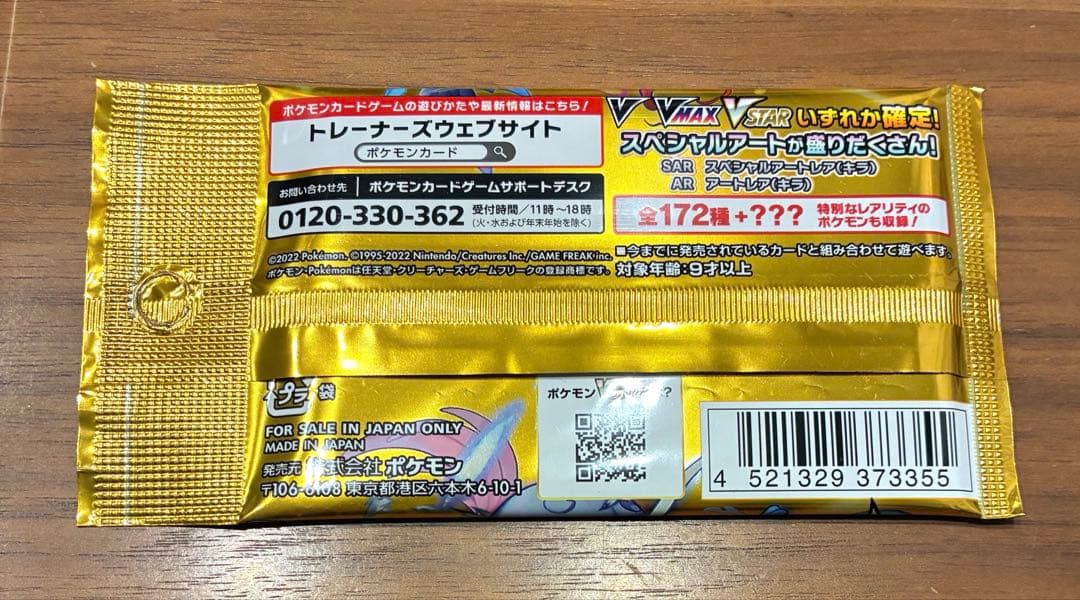 ポケモンカードゲームの遊びかたや最新情報はこちら!
トレーナーズウェブサイト
ポケモンカード
お問い合わせ先 ポケモンカードゲームサポートデスク
0120-330-362 受付時間/11時~18時
(火・水および年末年始を除く)
©2022 Pokémon. ©1995-2022 Nintendo/Creatures Inc./GAME FREAK inc.
ポケモン・Pokémonは任天堂・クリーチャーズ・ゲームフリークの登録商標です。
V VMAX VSTAR いずれか確定!
スペシャルアートが盛りだくさん!
SAR スペシャルアートレア(キラ)
AR アートレア(キラ)
全172種+??? 特別なレアリティの
ポケモンも収録!
■今までに発売されているカードと組み合わせて遊べます。
対象年齢:9才以上
プラ 袋
FOR SALE IN JAPAN ONLY
MADE IN JAPAN
発売元 株式会社 ポケモン
〒106-6108 東京都港区六本木6-10-1
ポケモン
4 521329 373355